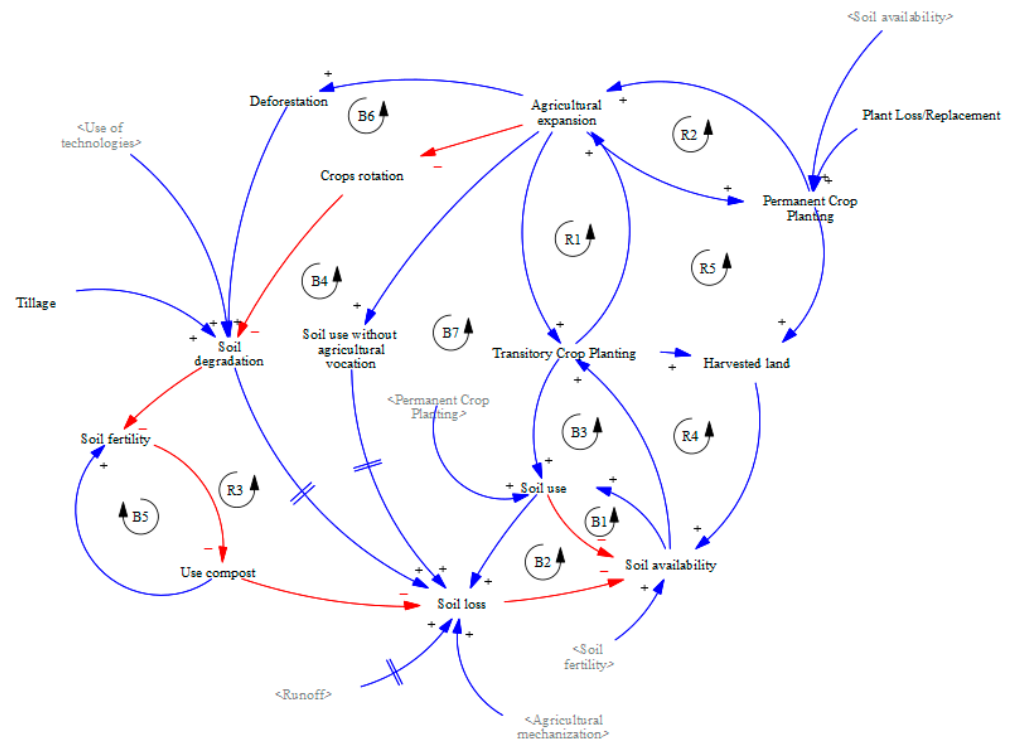 <Soil availability>
+
Deforestation
B6
Agricultural
expansion
+
R2
Plant Loss/Replacement
<Use of
technologies>
−
+
Crops rotation
+
+
+
Permanent Crop
Planting
R1
R5
B4
Tillage
+
+
+
−
+
+
+
Soil
degradation
Soil use without
agricultural
vocation
B7
Transitory Crop Planting
+
Harvested land
+
<Permanent Crop
Planting>
−
Soil fertility
B3
R4
+
+
R3
+
Soil use
+
B5
B1
+
−
−
B2
−
Soil availability
Use compost
+
+
−
+
+
Soil loss
+
+
<Soil
fertility>
<Runoff>
<Agricultural
mechanization>